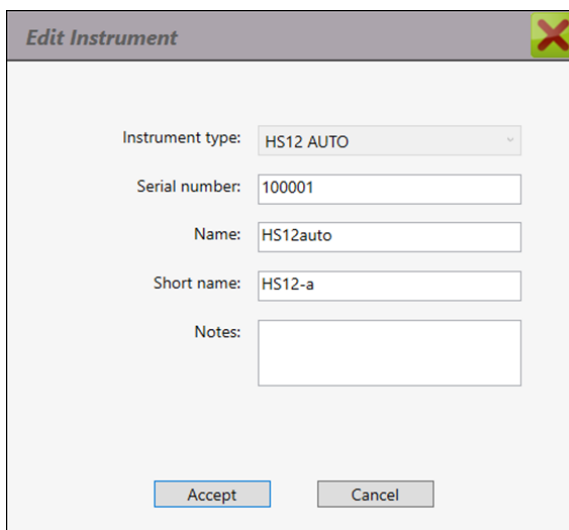 Edit Instrument
Instrument type: HS12 AUTO
Serial number: 100001
Name: HS12auto
Short name: HS12-a
Notes:
Accept Cancel